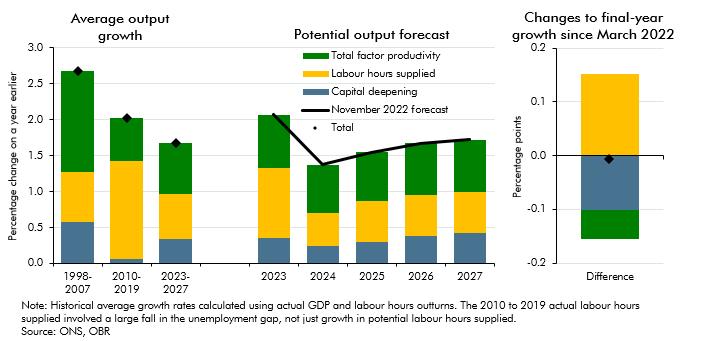 Average output
growth
Potential output forecast
Changes to final-year
growth since March 2022
Percentage change on a year earlier
3.0
2.5
2.0
1.5
1.0
0.5
0.0
Total factor productivity
Labour hours supplied
Capital deepening
November 2022 forecast
Total
1998-
2007
2010-
2019
2023-
2027
2023
2024
2025
2026
2027
Percentage points
0.2
0.1
0.0
-0.1
-0.2
Difference
Note: Historical average growth rates calculated using actual GDP and labour hours outturns. The 2010 to 2019 actual labour hours
supplied involved a large fall in the unemployment gap, not just growth in potential labour hours supplied.
Source: ONS, OBR